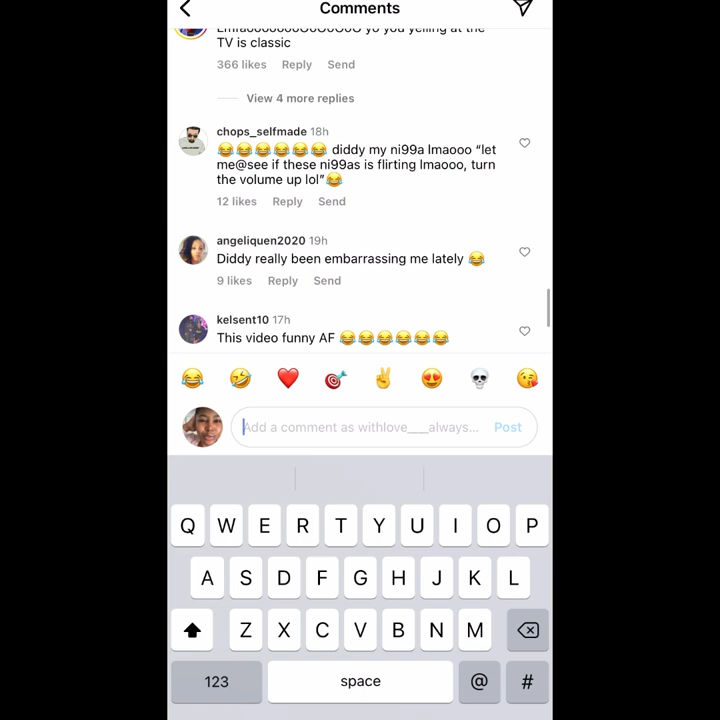 Comments
TV is classic
366 likes Reply Send
View 4 more replies
chops_selfmade 18h
😂😂😂😂😂😂 diddy my ni99a lmaooo “let
me@see if these ni99as is flirting lmaooo, turn
the volume up lol”😂
12 likes Reply Send
angeliquen2020 19h
Diddy really been embarrassing me lately 😂
9 likes Reply Send
kelsent10 17h
This video funny AF 😂😂😂😂😂😂
Add a comment as withlove___always... Post
Q W E R T Y U I O P
A S D F G H J K L
Z X C V B N M
123 space @ #